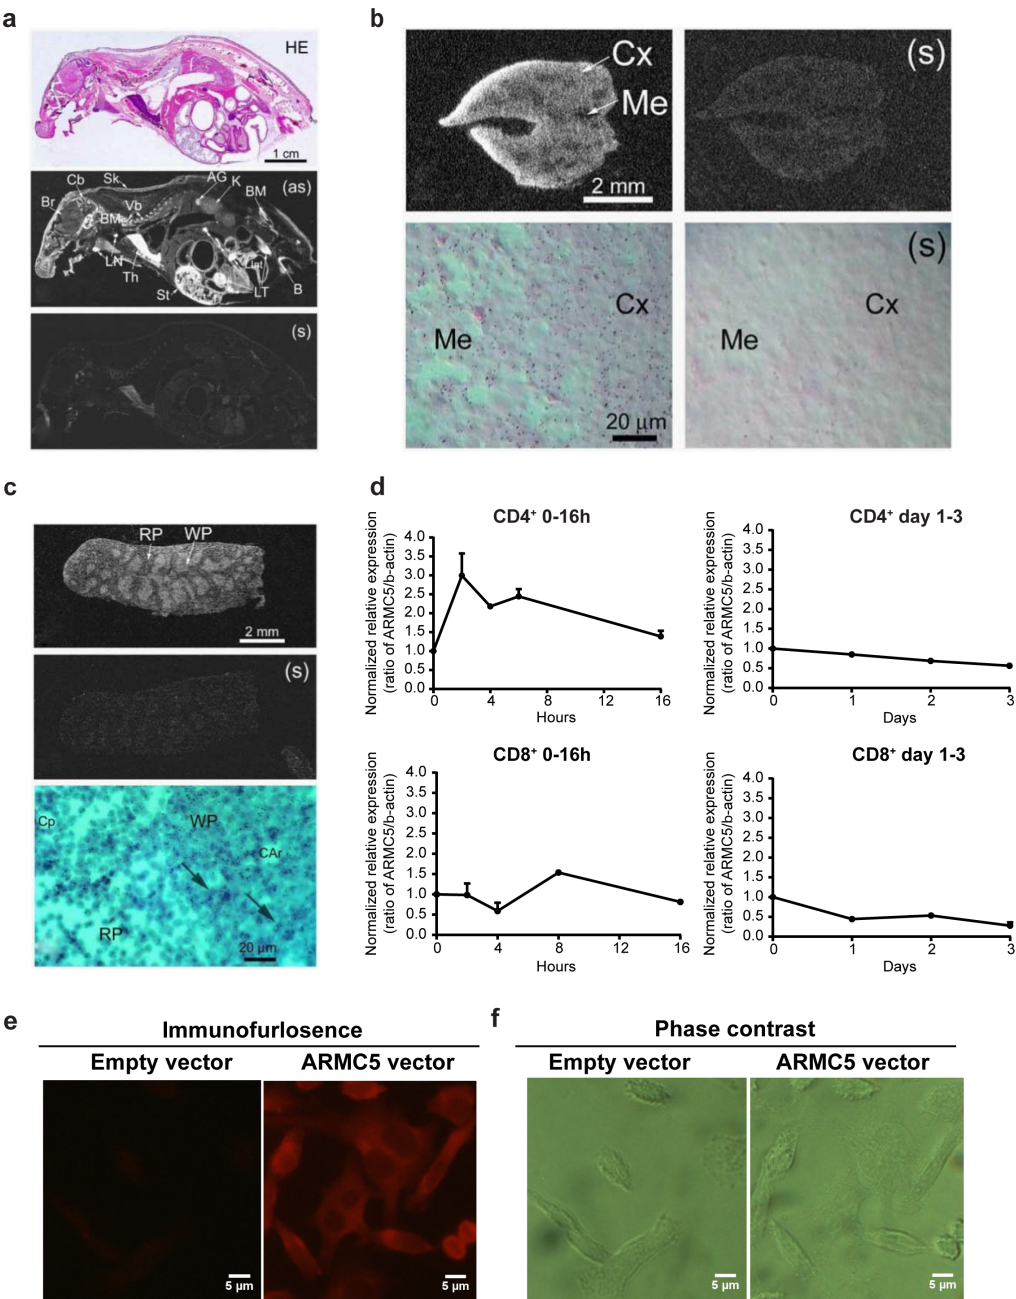 a
HE
1 cm
Cb
Sk
AG
K
BM
(as)
Br
Vb
BM
LN
Th
St
Lint
LT
B
(s)
b
Cx
Me
2 mm
(s)
Me
Cx
20 µm
(s)
Me
Cx
c
RP
WP
2 mm
(s)
Cp
WP
CAr
RP
20 µm
d
CD4⁺ 0-16h
Normalized relative expression
(ratio of ARMC5/b-actin)
4.0
3.5
3.0
2.5
2.0
1.5
1.0
0.5
0.0
0 4 8 12 16
Hours
CD4⁺ day 1-3
Normalized relative expression
(ratio of ARMC5/b-actin)
4.0
3.5
3.0
2.5
2.0
1.5
1.0
0.5
0.0
0 1 2 3
Days
CD8⁺ 0-16h
Normalized relative expression
(ratio of ARMC5/b-actin)
4.0
3.5
3.0
2.5
2.0
1.5
1.0
0.5
0.0
0 4 8 12 16
Hours
CD8⁺ day 1-3
Normalized relative expression
(ratio of ARMC5/b-actin)
4.0
3.5
3.0
2.5
2.0
1.5
1.0
0.5
0.0
0 1 2 3
Days
e
Immunofurlosence
Empty vector ARMC5 vector
5 µm
5 µm
f
Phase contrast
Empty vector ARMC5 vector
5 µm
5 µm